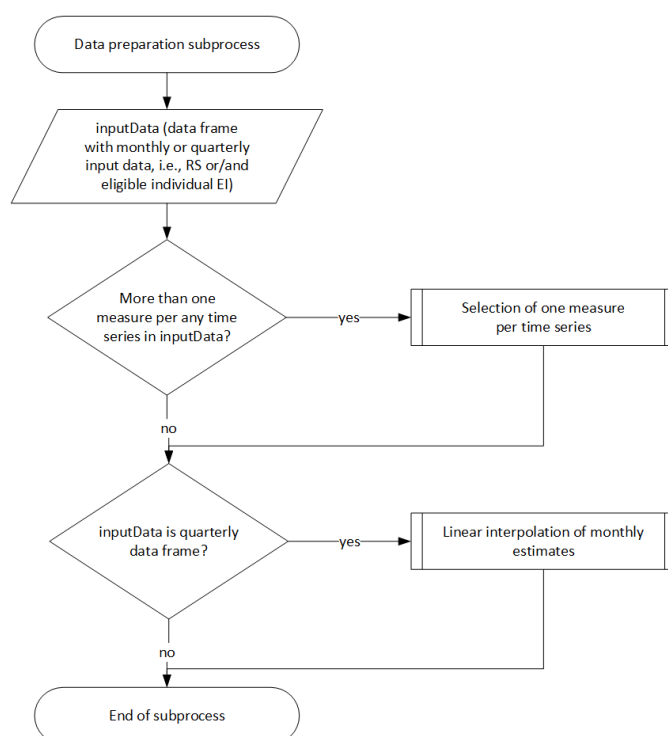 Data preparation subprocess
inputData (data frame
with monthly or quarterly
input data, i.e., RS or/and
eligible individual EI)
More than one
measure per any time
series in inputData?
yes
Selection of one measure
per time series
no
inputData is quarterly
data frame?
yes
Linear interpolation of monthly
estimates
no
End of subprocess